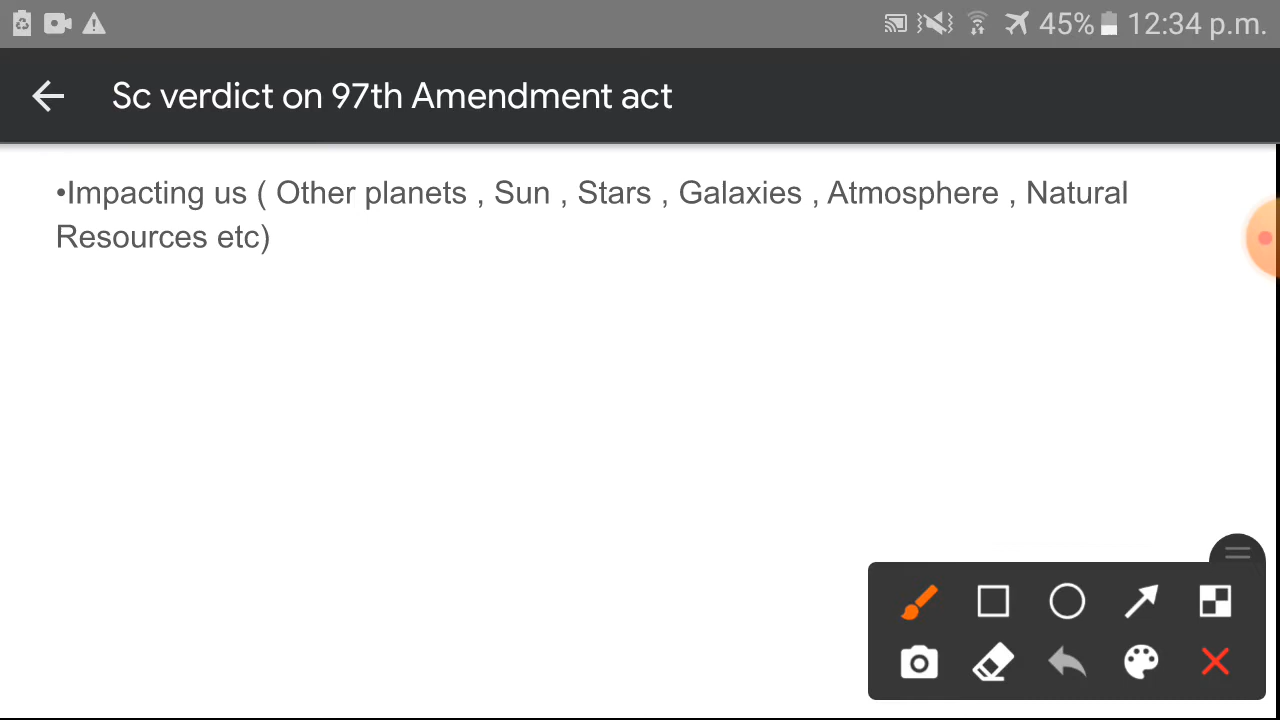 45% 12:34 p.m.
Sc verdict on 97th Amendment act
•Impacting us ( Other planets , Sun , Stars , Galaxies , Atmosphere , Natural
Resources etc)